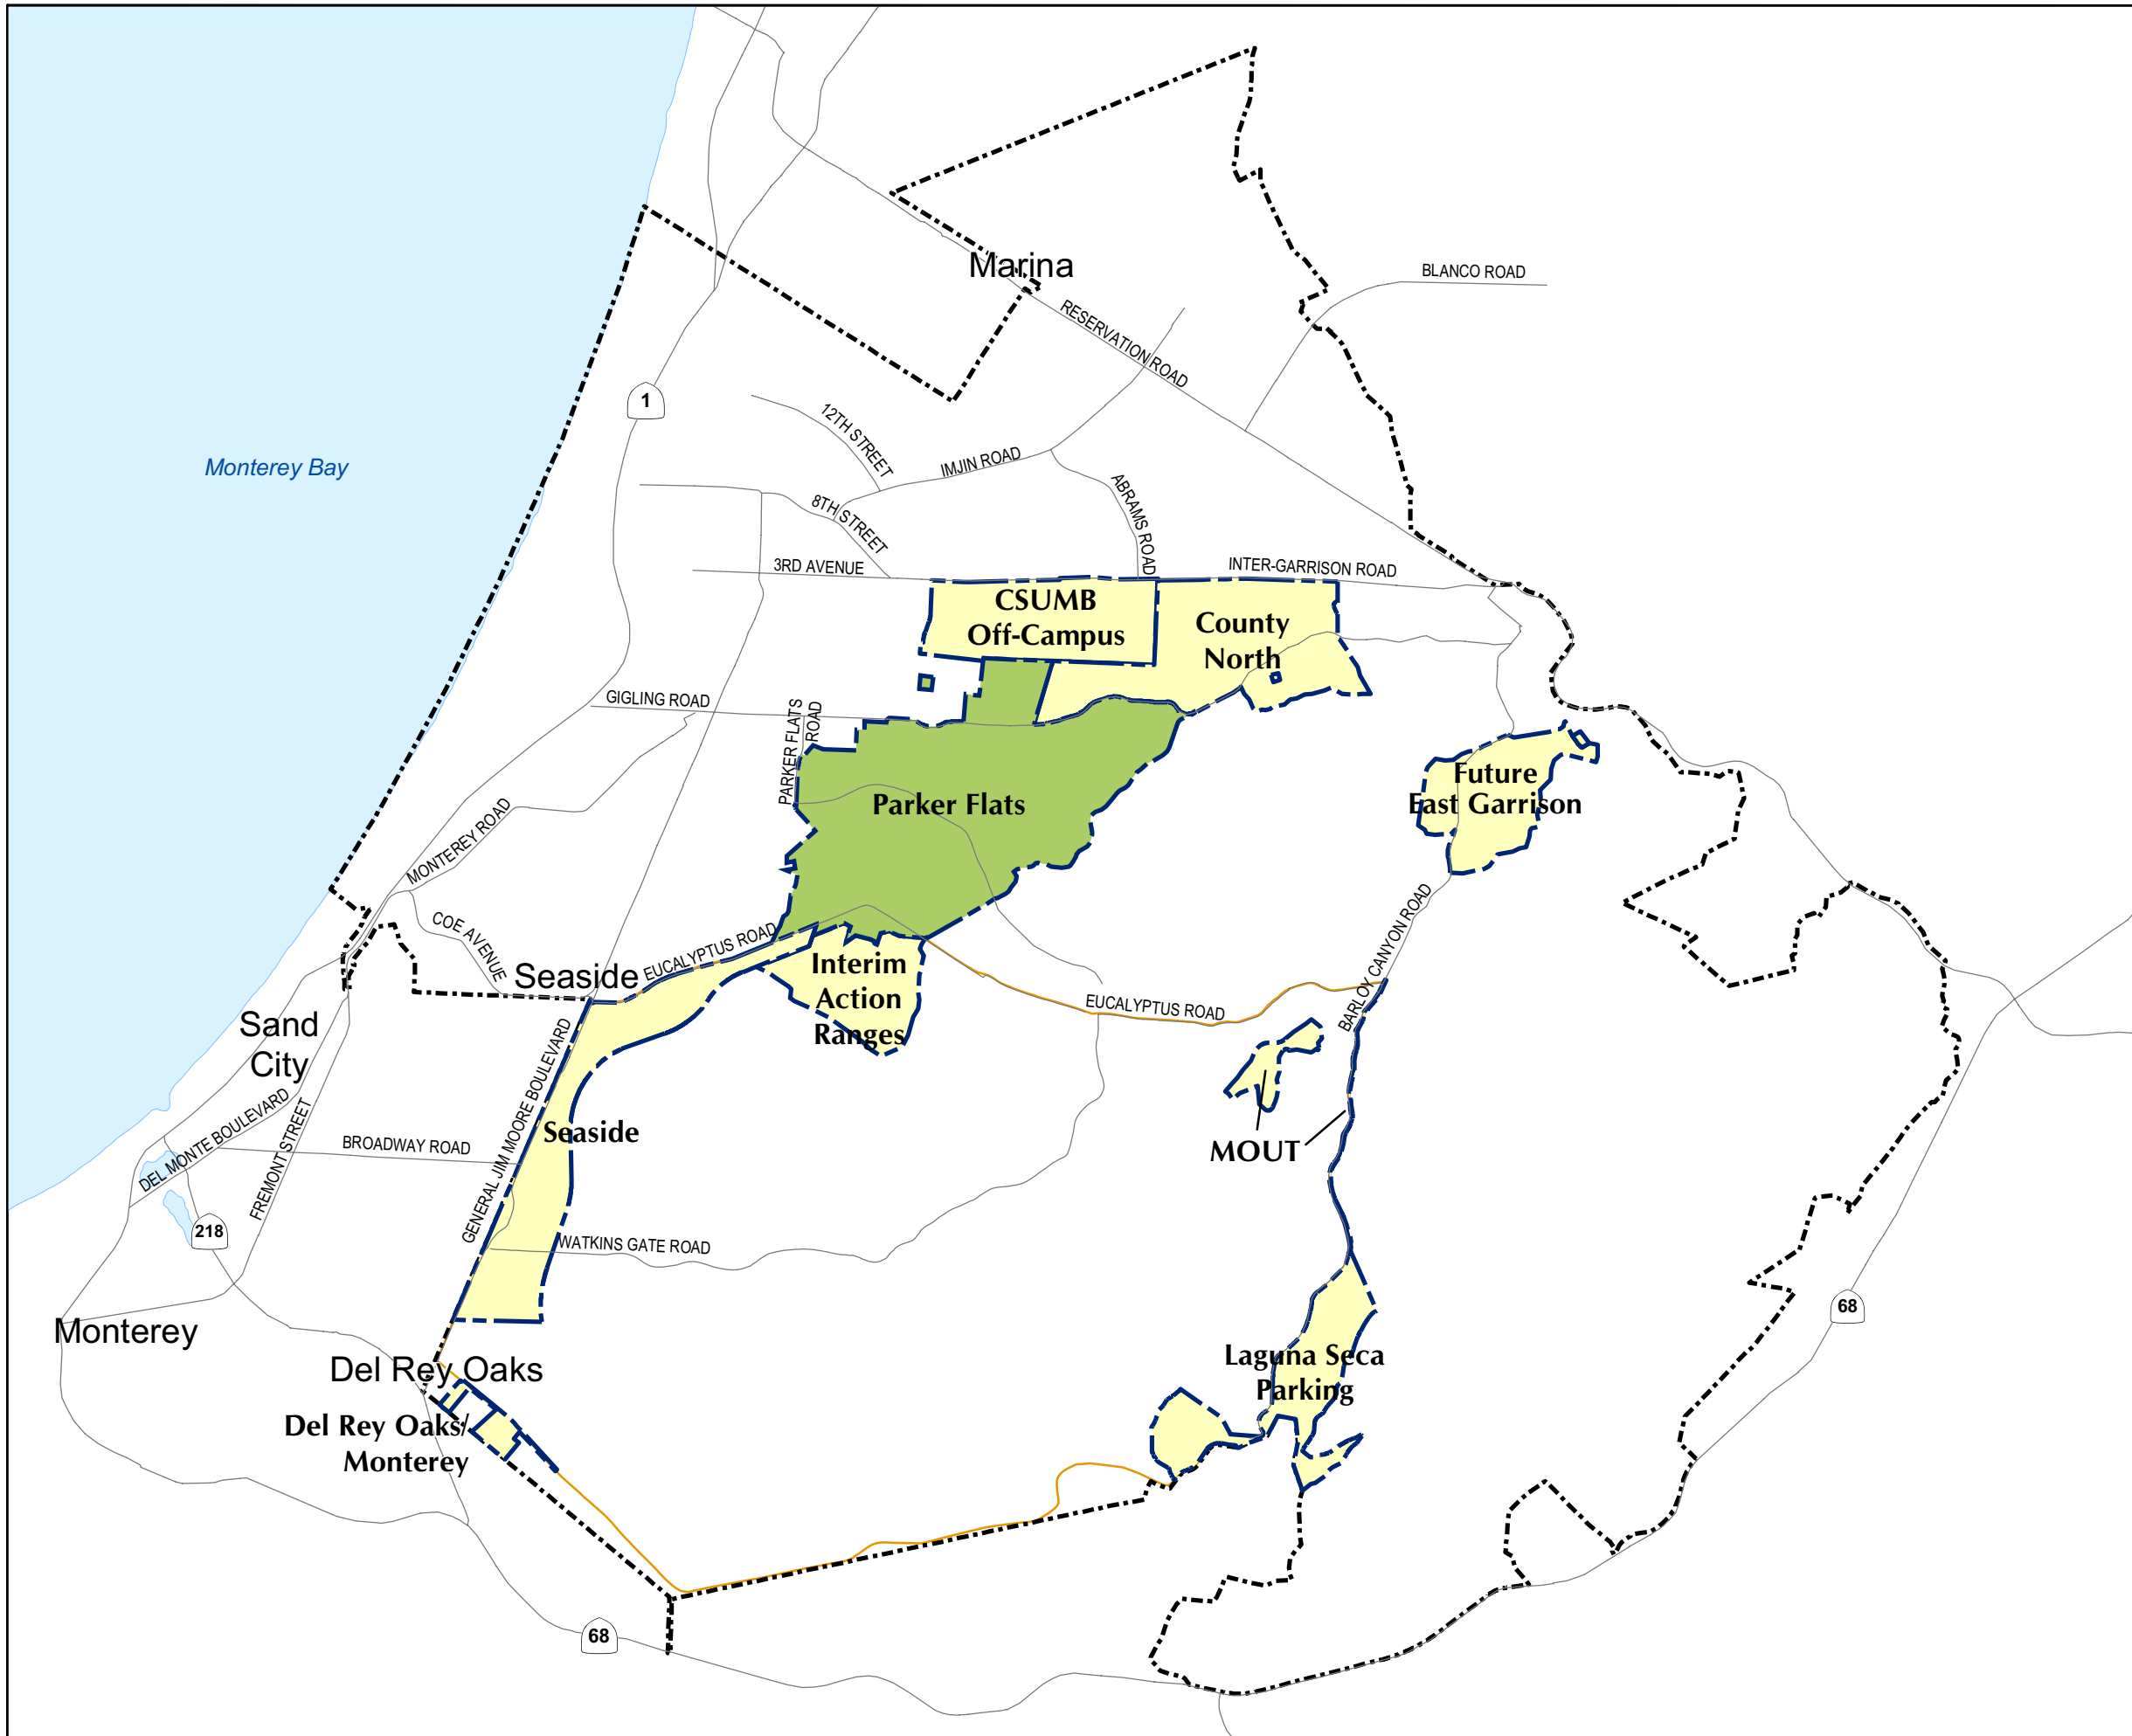 Marina
BLANCO ROAD
RESERVATION ROAD
1
Monterey Bay
12TH STREET
IMJIN ROAD
8TH STREET
ABRAMS ROAD
3RD AVENUE
INTER-GARRISON ROAD
CSUMB
Off-Campus
County
North
GIGLING ROAD
PARKER FLATS
ROAD
Parker Flats
Future
East Garrison
MONTEREY ROAD
COE AVENUE
Seaside
EUCALYPTUS ROAD
Interim
Action
Ranges
EUCALYPTUS ROAD
BARLOY CANYON ROAD
Sand
City
GENERAL JIM MOORE BOULEVARD
DEL MONTE BOULEVARD
FREMONT STREET
BROADWAY ROAD
Seaside
MOUT
218
WATKINS GATE ROAD
68
Monterey
Del Rey Oaks
Laguna Seca
Parking
Del Rey Oaks/
Monterey
68